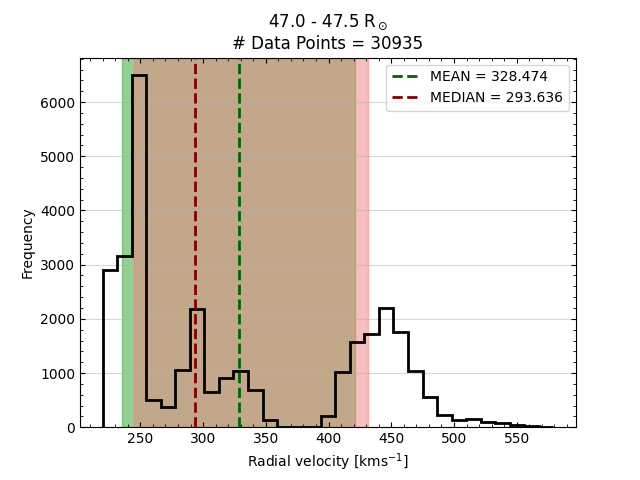 47.0 - 47.5 R⊙
# Data Points = 30935
MEAN = 328.474
MEDIAN = 293.636
Frequency
6000
5000
4000
3000
2000
1000
0
250 300 350 400 450 500 550
Radial velocity [kms⁻¹]